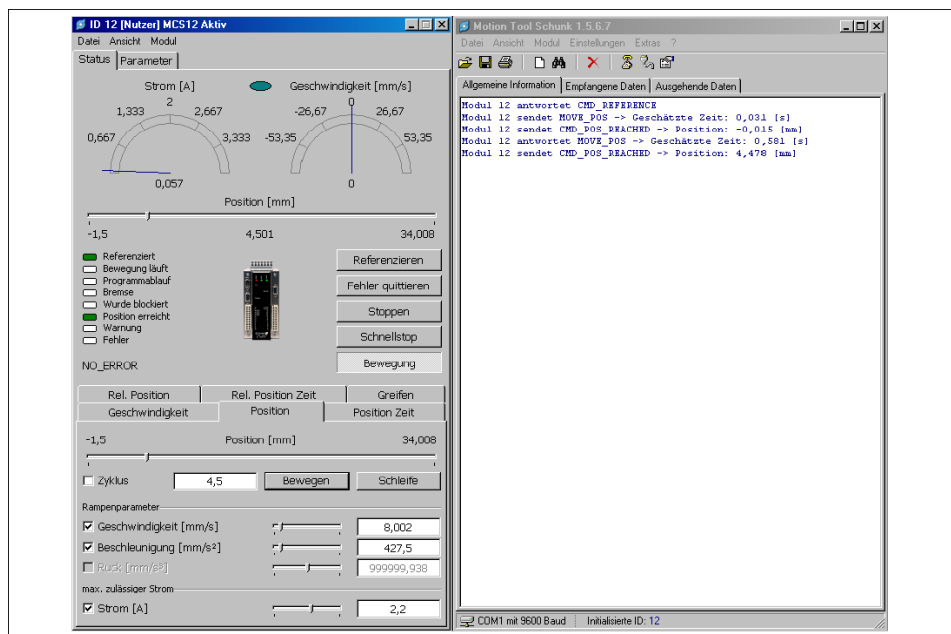 ID 12 [Nutzer] MCS12 Aktiv
Datei Ansicht Modul
Status Parameter
Strom [A]
Geschwindigkeit [mm/s]
0,667
1,333
2
2,667
3,333
0,057
-53,35
-26,67
0
26,67
53,35
0
Position [mm]
-1,5 4,501 34,008
Referenziert
Bewegung läuft
Programmablauf
Bremse
Wurde blockiert
Position erreicht
Warnung
Fehler
NO_ERROR
Referenzieren
Fehler quittieren
Stoppen
Schnellstop
Bewegung
Rel. Position Rel. Position Zeit Greifen
Geschwindigkeit Position Position Zeit
-1,5 Position [mm] 34,008
Zyklus 4,5 Bewegen Schleife
Rampenparameter
Geschwindigkeit [mm/s] 8,002
Beschleunigung [mm/s²] 427,5
Ruck [mm/s³] 999999,938
max. zulässiger Strom
Strom [A] 2,2
Motion Tool Schunk 1.5.6.7
Datei Ansicht Modul Einstellungen Extras ?
Allgemeine Information Empfangene Daten Ausgehende Daten
Modul 12 antwortet CMD_REFERENCE
Modul 12 sendet MOVE_POS -> Geschätzte Zeit: 0,031 [s]
Modul 12 sendet CMD_POS_REACHED -> Position: -0,015 [mm]
Modul 12 antwortet MOVE_POS -> Geschätzte Zeit: 0,581 [s]
Modul 12 sendet CMD_POS_REACHED -> Position: 4,478 [mm]
COM1 mit 9600 Baud Initialisierte ID: 12